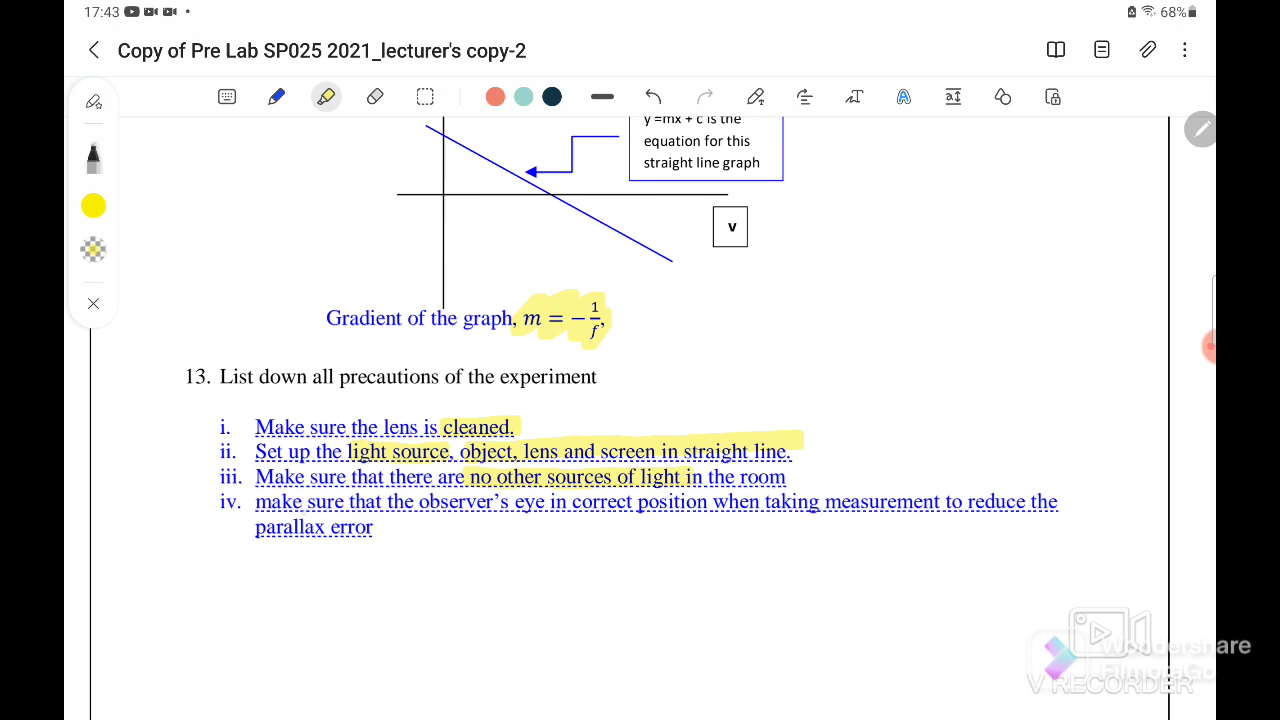 17:43
68%
Copy of Pre Lab SP025 2021_lecturer's copy-2
y =mx + c is the
equation for this
straight line graph
v
Gradient of the graph, m = −1/f,
13. List down all precautions of the experiment
i. Make sure the lens is cleaned.
ii. Set up the light source, object, lens and screen in straight line.
iii. Make sure that there are no other sources of light in the room
iv. make sure that the observer's eye in correct position when taking measurement to reduce the
parallax error
Wondershare
FilmoraGo
V RECORDER